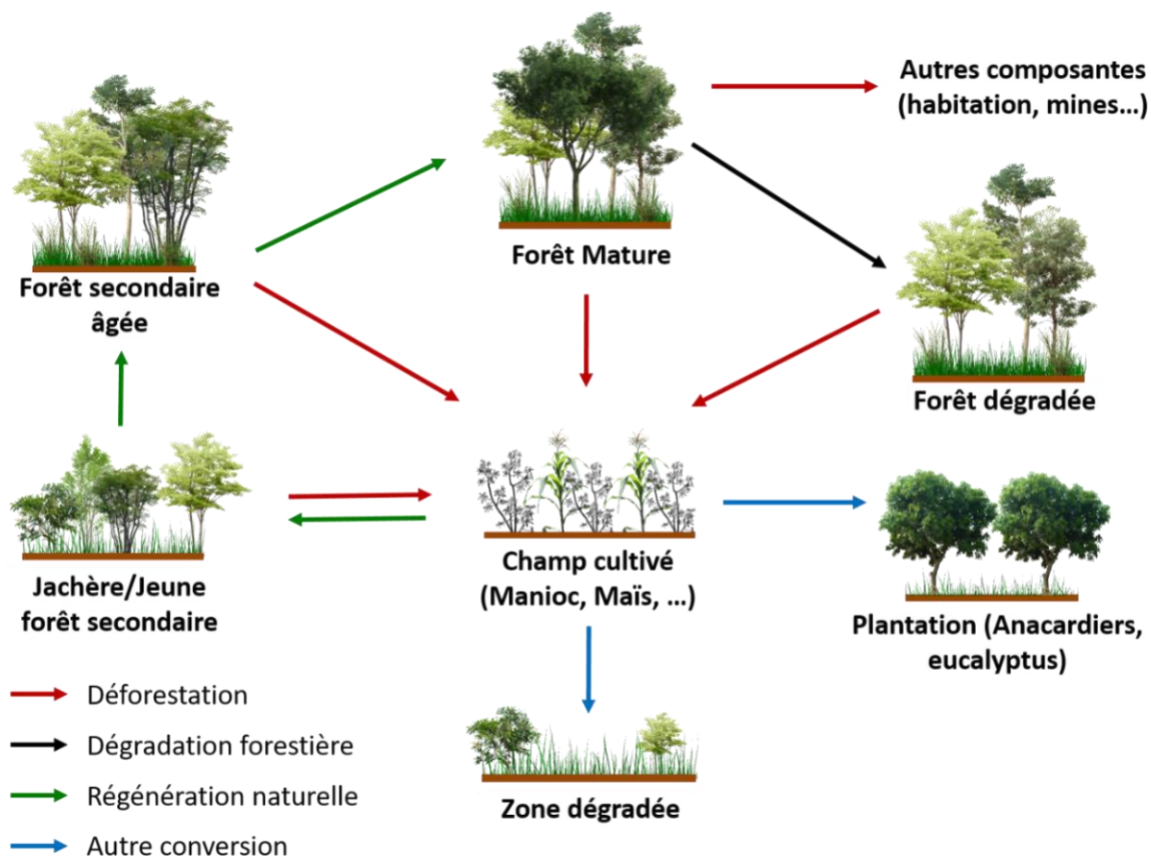 Autres composantes
(habitation, mines...)
Forêt Mature
Forêt secondaire
âgée
Forêt dégradée
Jachère/Jeune
forêt secondaire
Champ cultivé
(Manioc, Maïs, ...)
Plantation (Anacardiers,
eucalyptus)
Zone dégradée
Déforestation
Dégradation forestière
Régénération naturelle
Autre conversion